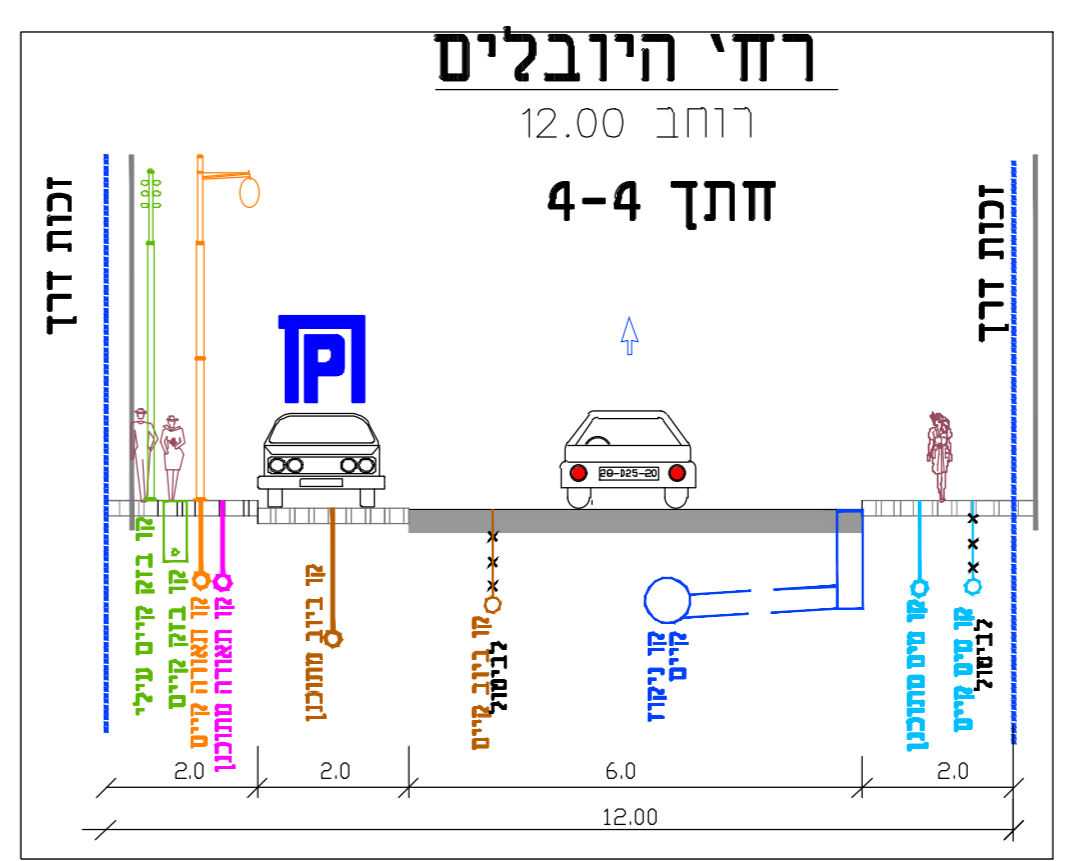 רח' היובלים
רוחב 12.00
חתך 4-4
זכות דרך
זכות דרך
P
20-D25-20
קו בזק קיים עילי
קו בזק קיים
קו תאורה קיים
קו תאורה מתוכנן
קו ביוב מתוכנן
קו ביוב קיים
לביטול
קו ניקוז
קיים
קו מים מתוכנן
קו מים קיים
לביטול
2.0 2.0 6.0 2.0
12.00